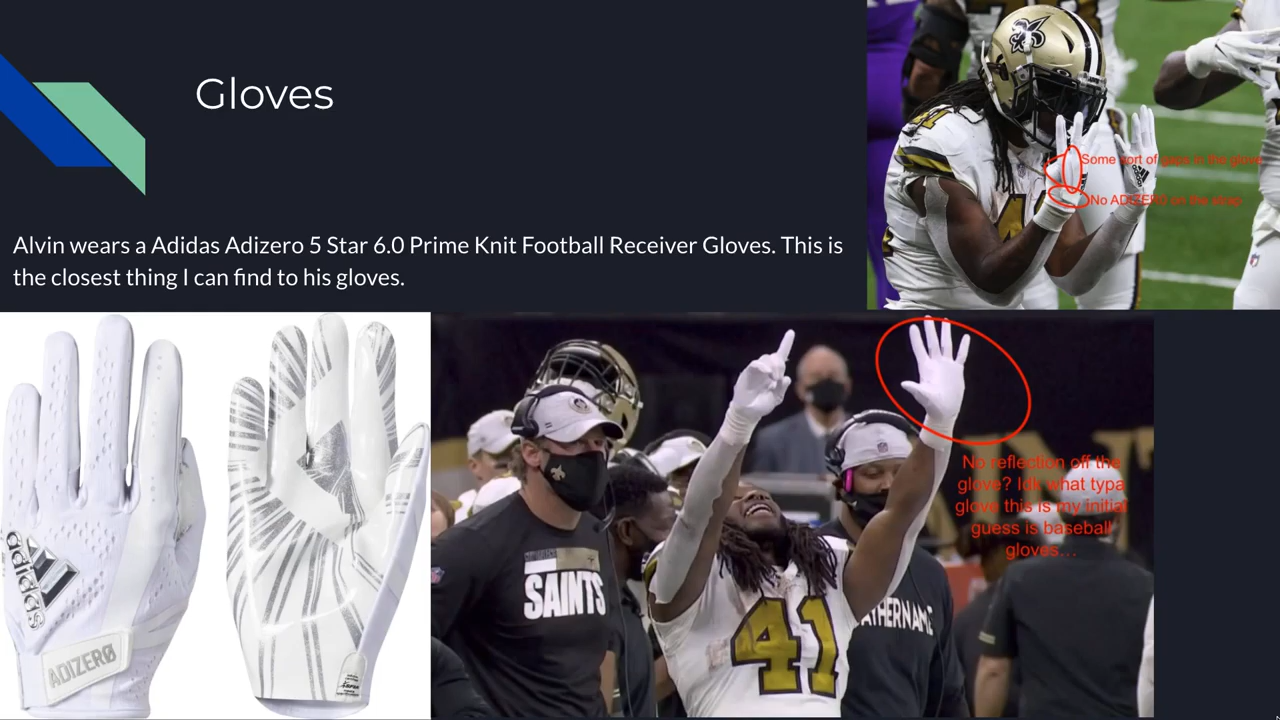 Gloves
Alvin wears a Adidas Adizero 5 Star 6.0 Prime Knit Football Receiver Gloves. This is
the closest thing I can find to his gloves.
Some sort of gaps in the glove
No ADIZERO on the strap
adidas
ADIZERO
SAINTS
41
No reflection off the
glove? Idk what typa
glove this is my initial
guess is baseball
gloves…